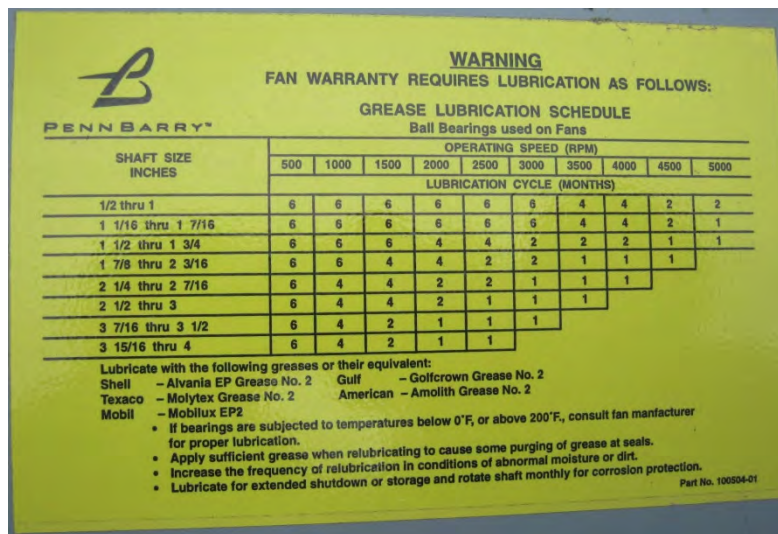 WARNING
FAN WARRANTY REQUIRES LUBRICATION AS FOLLOWS:
PENNBARRY™
GREASE LUBRICATION SCHEDULE
Ball Bearings used on Fans
SHAFT SIZE
INCHES
OPERATING SPEED (RPM)
500 1000 1500 2000 2500 3000 3500 4000 4500 5000
LUBRICATION CYCLE (MONTHS)
1/2 thru 1 6 6 6 6 6 6 4 4 2 2
1 1/16 thru 1 7/16 6 6 6 6 6 6 4 4 2 1
1 1/2 thru 1 3/4 6 6 6 4 4 2 2 2 1 1
1 7/8 thru 2 3/16 6 6 4 4 2 2 1 1 1
2 1/4 thru 2 7/16 6 4 4 2 2 1 1 1
2 1/2 thru 3 6 4 4 2 1 1 1
3 7/16 thru 3 1/2 6 4 2 1 1 1
3 15/16 thru 4 6 4 2 1 1
Lubricate with the following greases or their equivalent:
Shell – Alvania EP Grease No. 2 Gulf – Golfcrown Grease No. 2
Texaco – Molytex Grease No. 2 American – Amolith Grease No. 2
Mobil – Mobilux EP2
• If bearings are subjected to temperatures below 0°F, or above 200°F., consult fan manfacturer
for proper lubrication.
• Apply sufficient grease when relubricating to cause some purging of grease at seals.
• Increase the frequency of relubrication in conditions of abnormal moisture or dirt.
• Lubricate for extended shutdown or storage and rotate shaft monthly for corrosion protection.
Part No. 100504-01